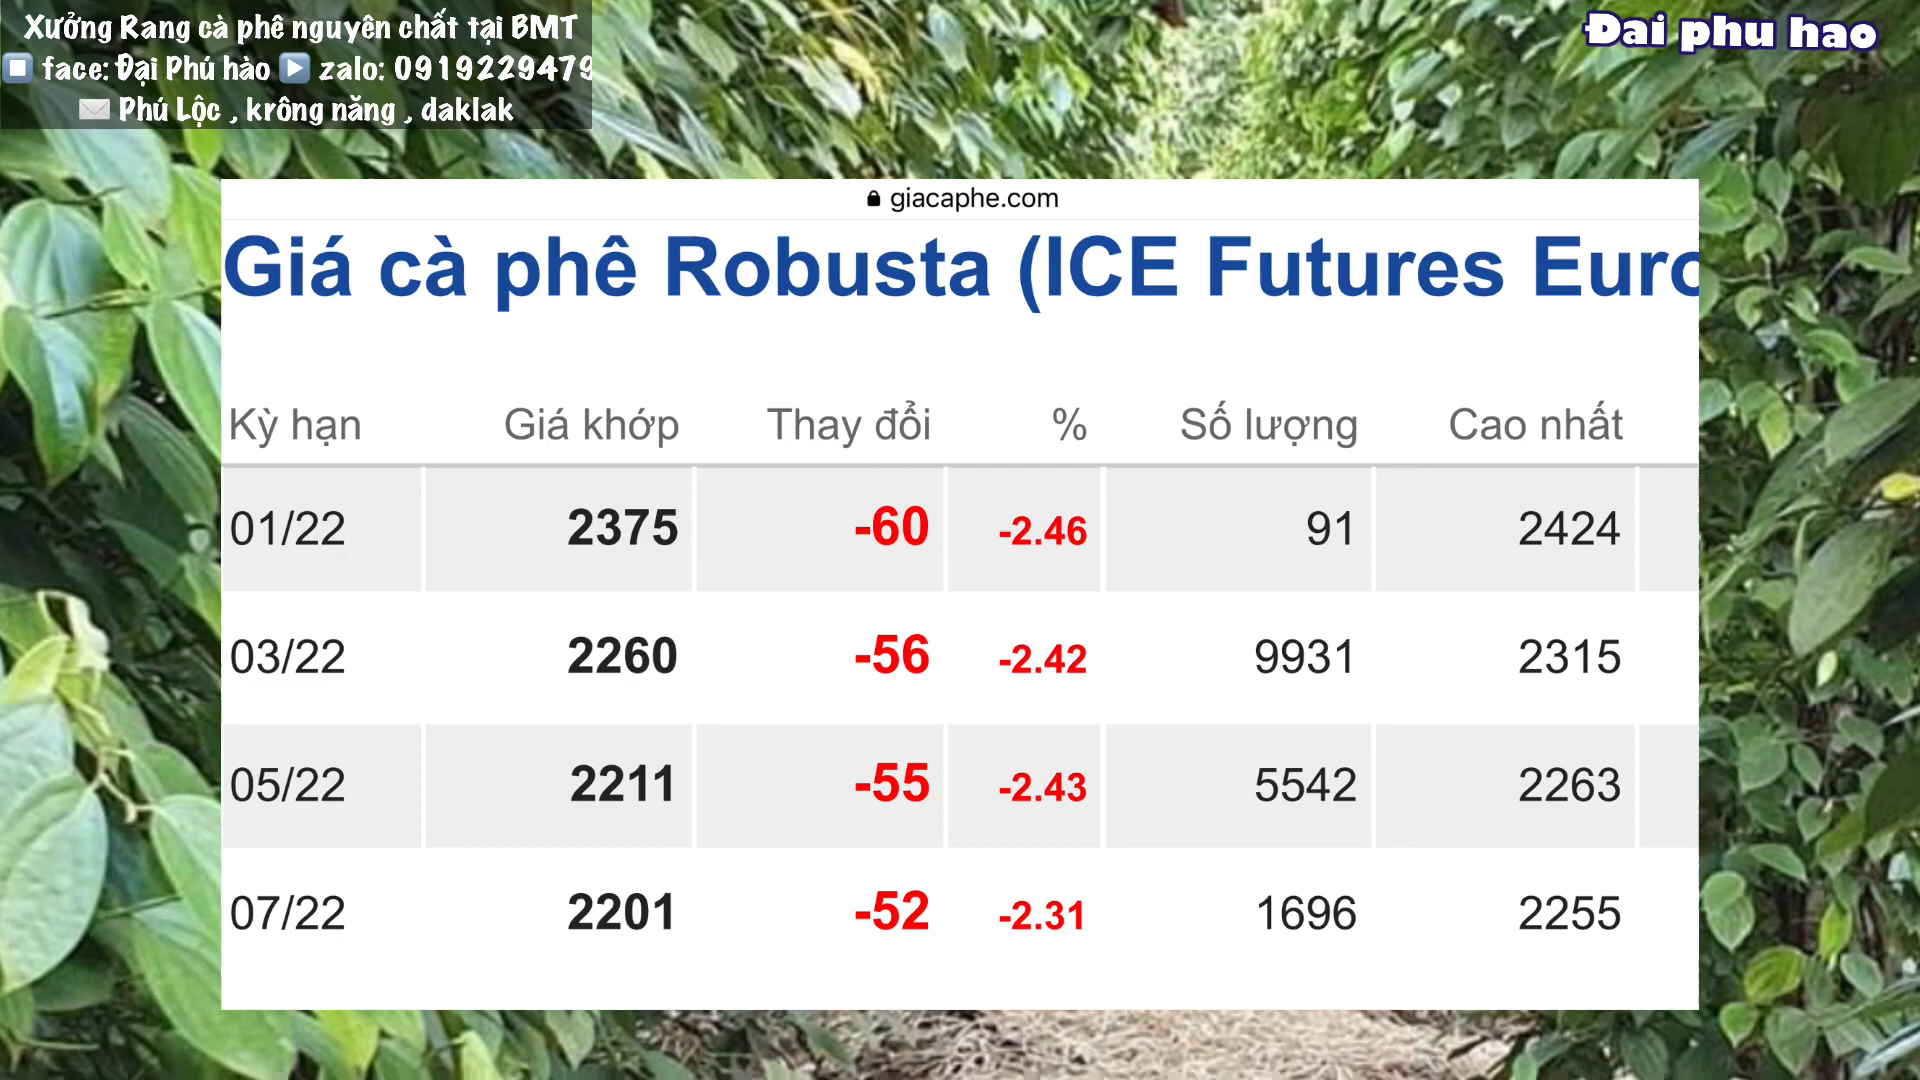 Xưởng Rang cà phê nguyên chất tại BMT
face: Đại Phú hào zalo: 0919229479
Phú Lộc , krông năng , daklak
Đai phu hao
giacaphe.com
Giá cà phê Robusta (ICE Futures Euro
Kỳ hạn Giá khớp Thay đổi % Số lượng Cao nhất
01/22 2375 -60 -2.46 91 2424
03/22 2260 -56 -2.42 9931 2315
05/22 2211 -55 -2.43 5542 2263
07/22 2201 -52 -2.31 1696 2255